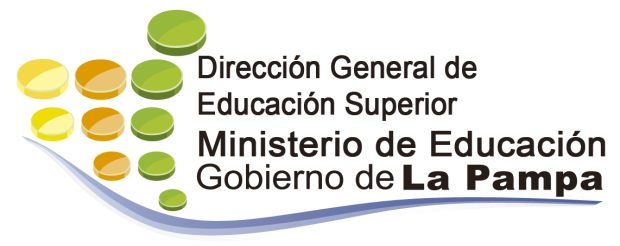 Dirección General de
Educación Superior
Ministerio de Educación
Gobierno de La Pampa